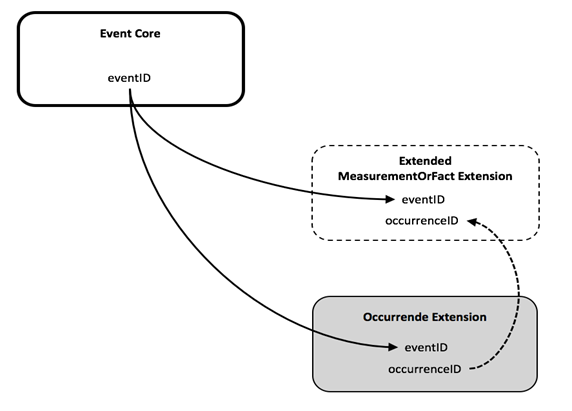 Event Core
eventID
Extended
MeasurementOrFact Extension
eventID
occurrenceID
Occurrende Extension
eventID
occurrenceID